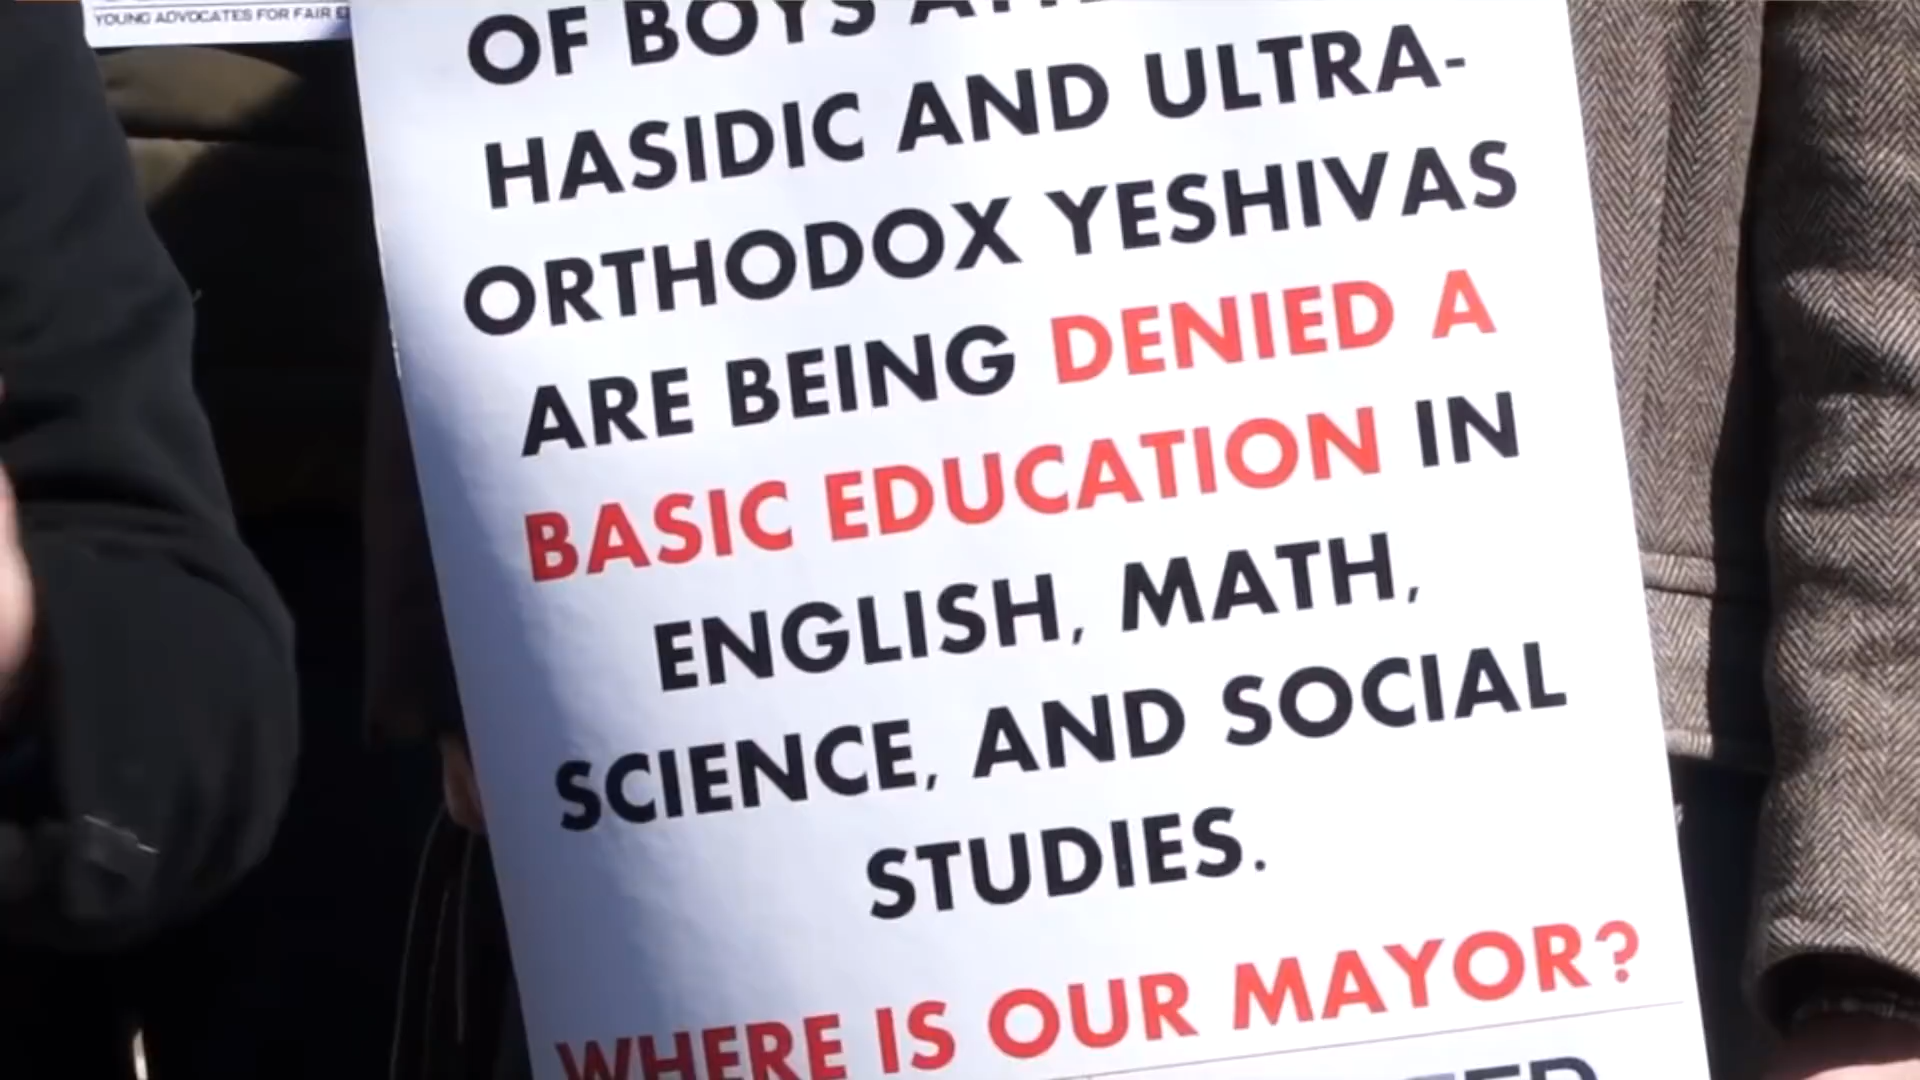 YOUNG ADVOCATES FOR FAIR
OF BOYS
HASIDIC AND ULTRA-
ORTHODOX YESHIVAS
ARE BEING DENIED A
BASIC EDUCATION IN
ENGLISH, MATH,
SCIENCE, AND SOCIAL
STUDIES.
WHERE IS OUR MAYOR?